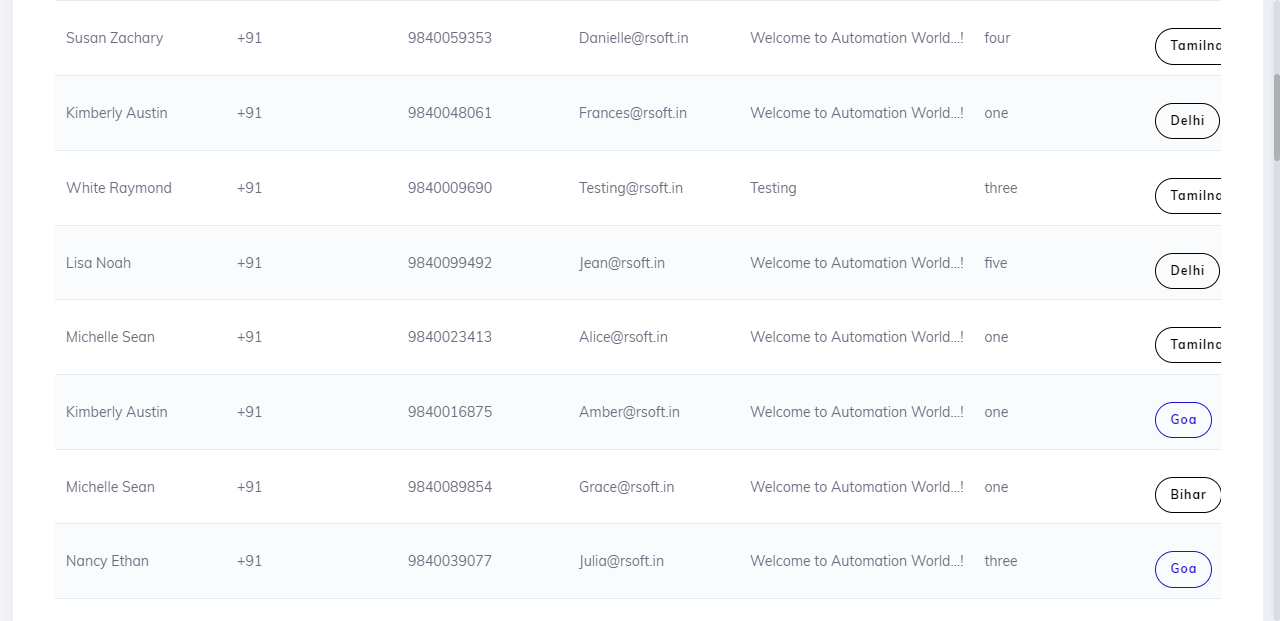 Susan Zachary +91 9840059353 Danielle@rsoft.in Welcome to Automation World...! four Tamilna
Kimberly Austin +91 9840048061 Frances@rsoft.in Welcome to Automation World...! one Delhi
White Raymond +91 9840009690 Testing@rsoft.in Testing three Tamilna
Lisa Noah +91 9840099492 Jean@rsoft.in Welcome to Automation World...! five Delhi
Michelle Sean +91 9840023413 Alice@rsoft.in Welcome to Automation World...! one Tamilna
Kimberly Austin +91 9840016875 Amber@rsoft.in Welcome to Automation World...! one Goa
Michelle Sean +91 9840089854 Grace@rsoft.in Welcome to Automation World...! one Bihar
Nancy Ethan +91 9840039077 Julia@rsoft.in Welcome to Automation World...! three Goa